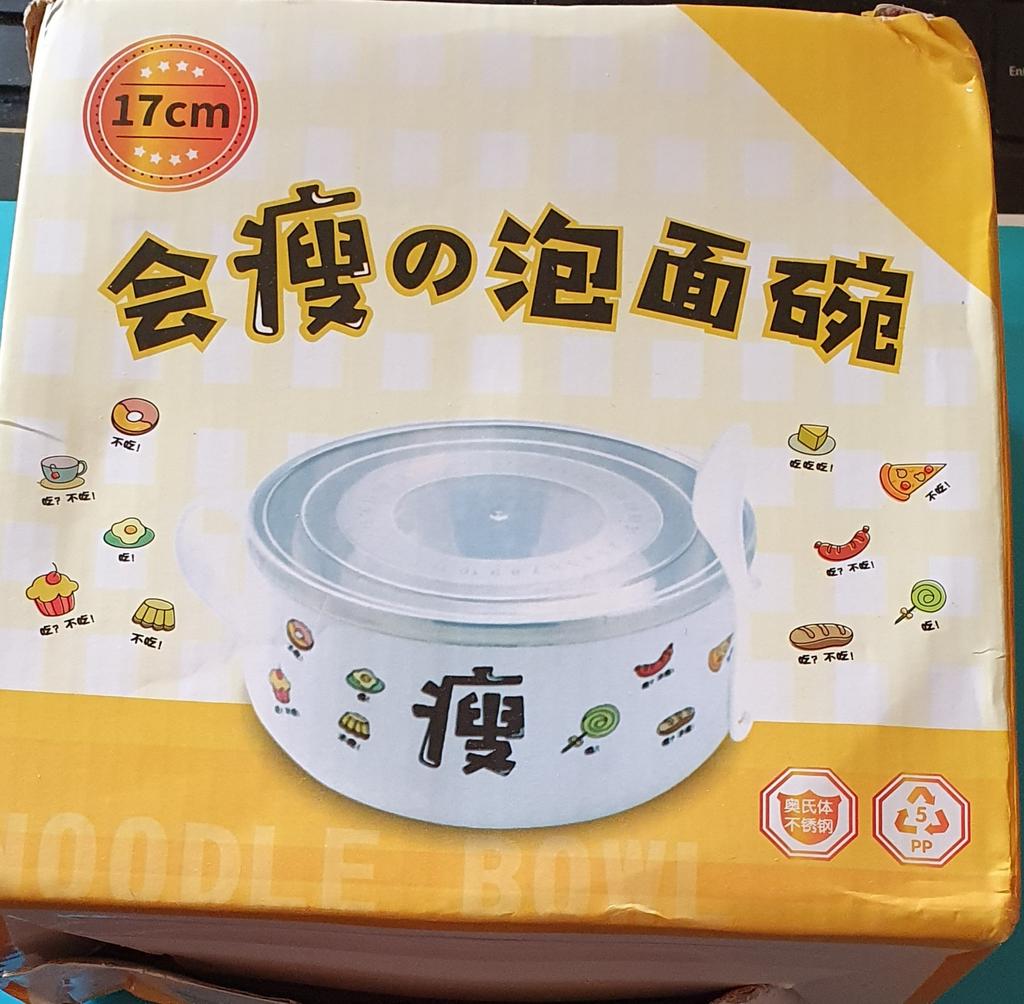 17cm
会瘦の泡面碗
不吃!
吃? 不吃!
吃!
吃? 不吃!
不吃!
吃吃吃!
不吃!
吃? 不吃!
吃!
吃? 不吃!
瘦
奥氏体
不锈钢
5
PP
NOODLE BOWL